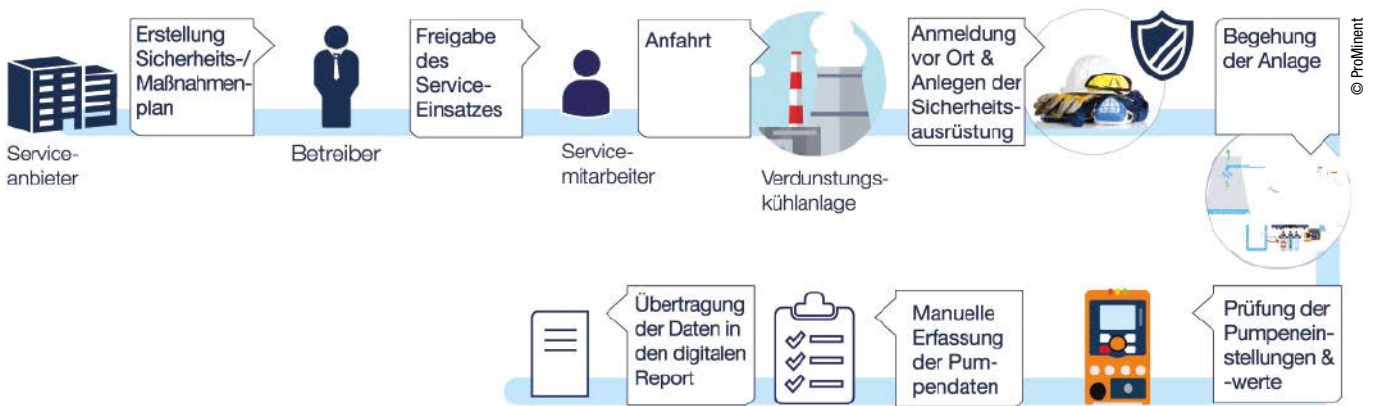 Erstellung
Sicherheits-/
Maßnahmen-
plan
Freigabe
des
Service-
Einsatzes
Anfahrt
Anmeldung
vor Ort &
Anlegen der
Sicherheits-
ausrüstung
Begehung
der Anlage
© ProMinent
Service-
anbieter
Betreiber
Service-
mitarbeiter
Verdunstungs-
kühlanlage
Übertragung
der Daten in
den digitalen
Report
Manuelle
Erfassung
der Pum-
pendaten
Prüfung der
Pumpenein-
stellungen &
-werte